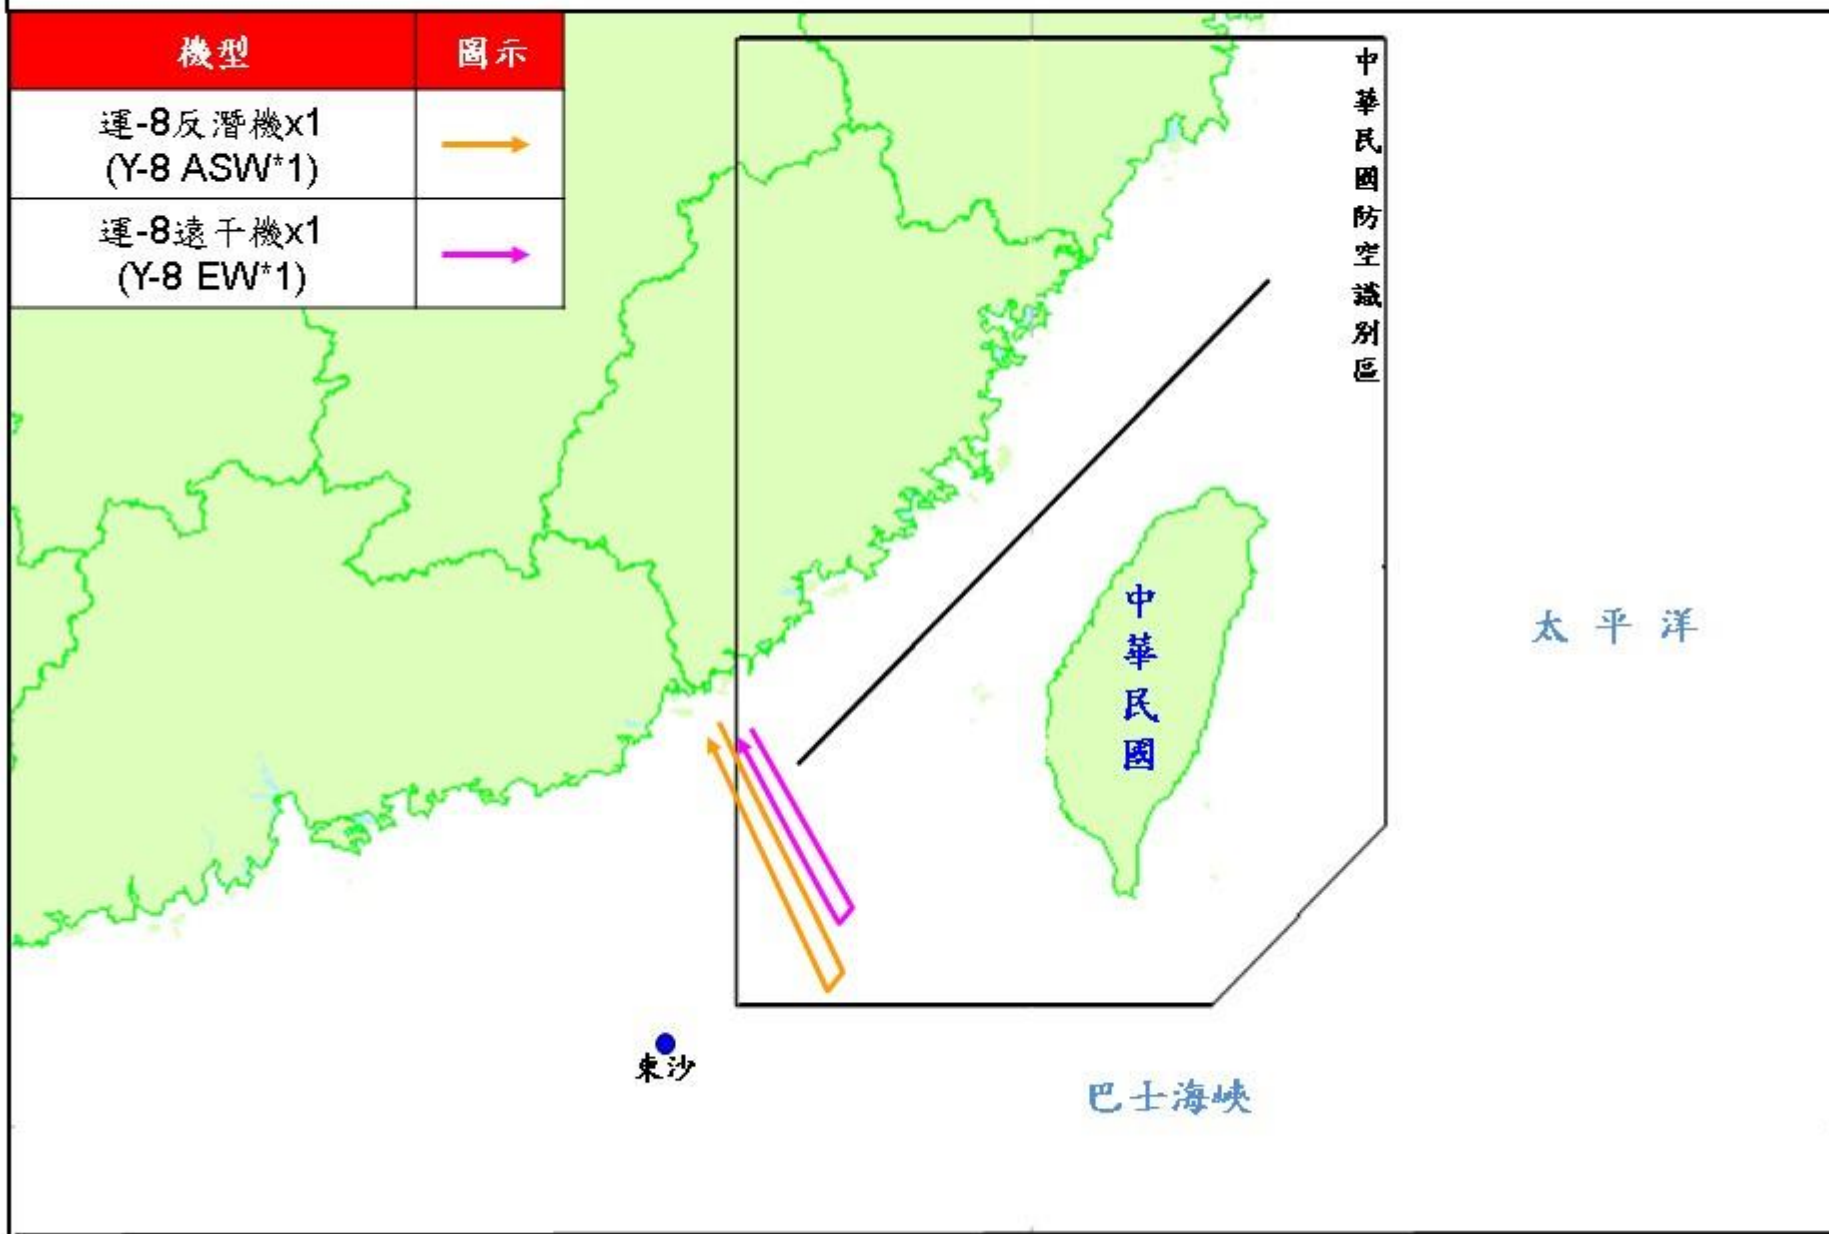 機型 圖示
運-8反潛機x1
(Y-8 ASW*1)
運-8遠干機x1
(Y-8 EW*1)
中華民國防空識別區
中華民國
太平洋
東沙
巴士海峽